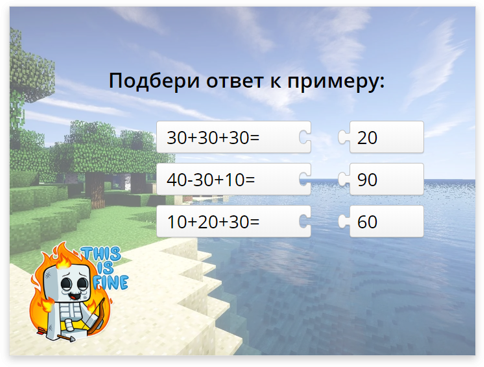 Подбери ответ к примеру:
30+30+30= 20
40-30+10= 90
10+20+30= 60
THIS
IS
FINE